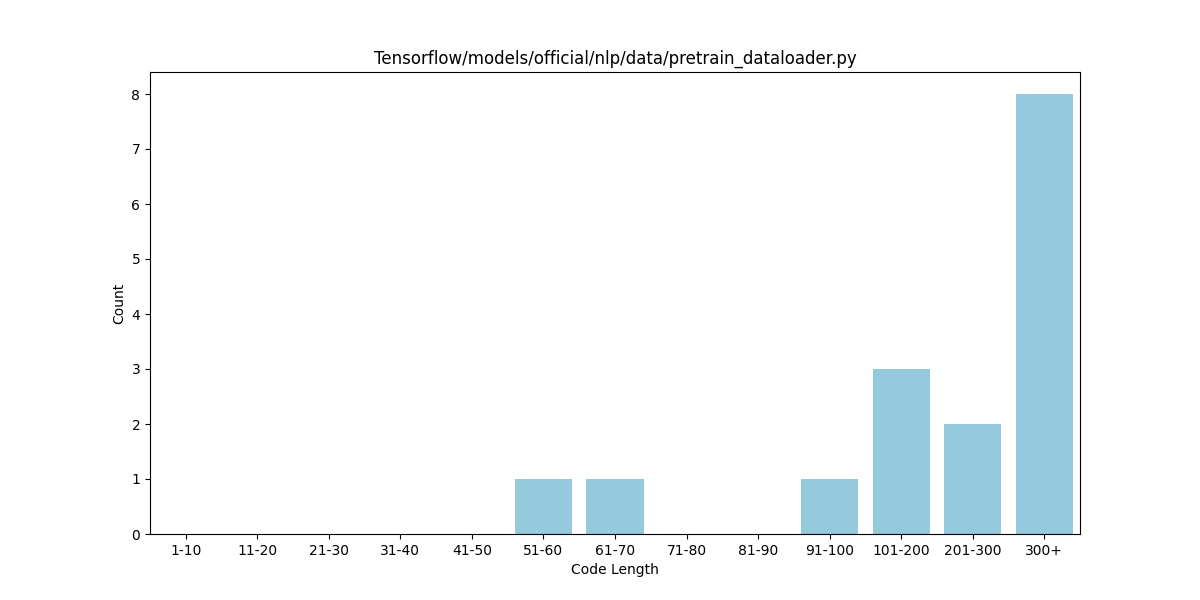 Tensorflow/models/official/nlp/data/pretrain_dataloader.py
8
7
6
5
4
3
2
1
0
Count
1-10 11-20 21-30 31-40 41-50 51-60 61-70 71-80 81-90 91-100 101-200 201-300 300+
Code Length